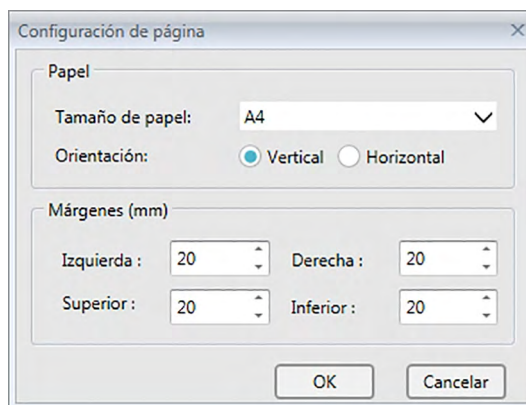 Configuración de página
Papel
Tamaño de papel: A4
Orientación: Vertical Horizontal
Márgenes (mm)
Izquierda : 20 Derecha : 20
Superior : 20 Inferior : 20
OK Cancelar